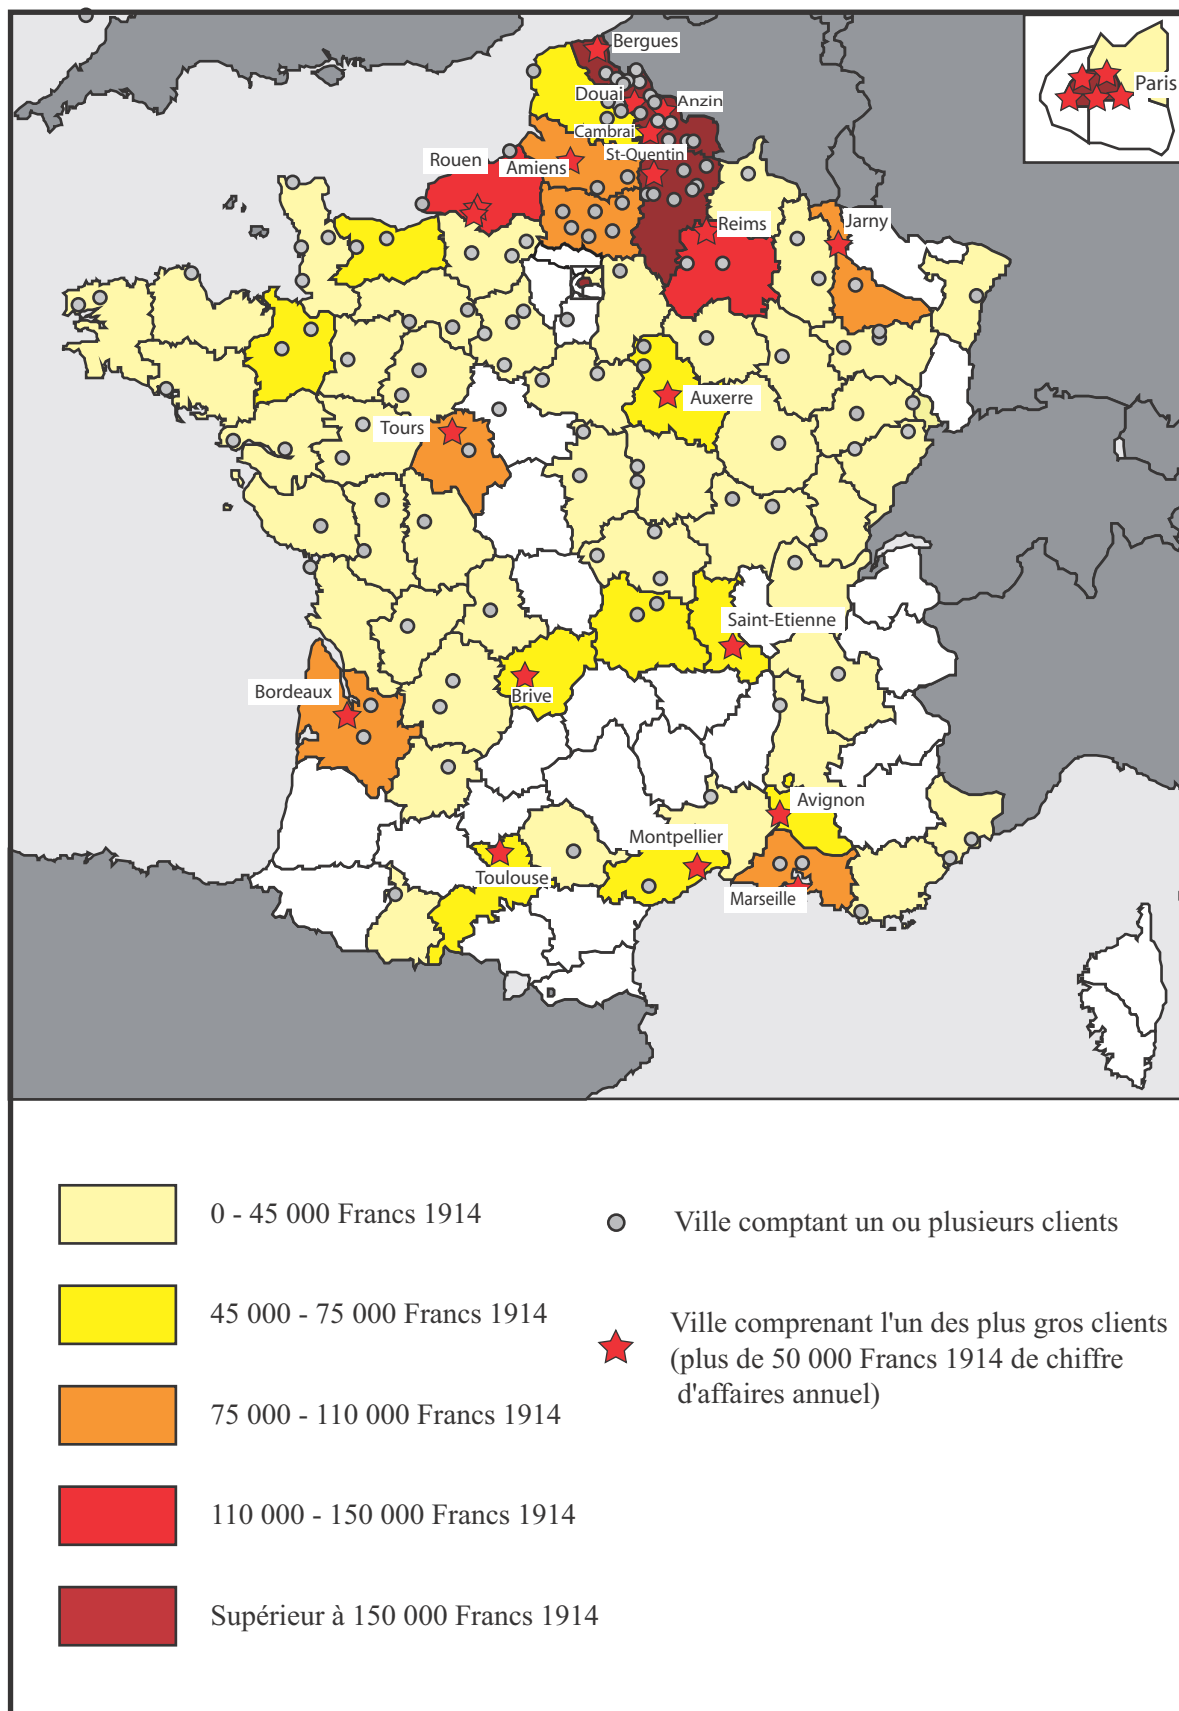 Bergues
Paris
Douai
Anzin
Cambrai
St-Quentin
Rouen
Amiens
Reims
Jarny
Auxerre
Tours
Saint-Etienne
Bordeaux
Brive
Avignon
Montpellier
Toulouse
Marseille
0 - 45 000 Francs 1914
45 000 - 75 000 Francs 1914
75 000 - 110 000 Francs 1914
110 000 - 150 000 Francs 1914
Supérieur à 150 000 Francs 1914
Ville comptant un ou plusieurs clients
Ville comprenant l'un des plus gros clients
(plus de 50 000 Francs 1914 de chiffre
d'affaires annuel)